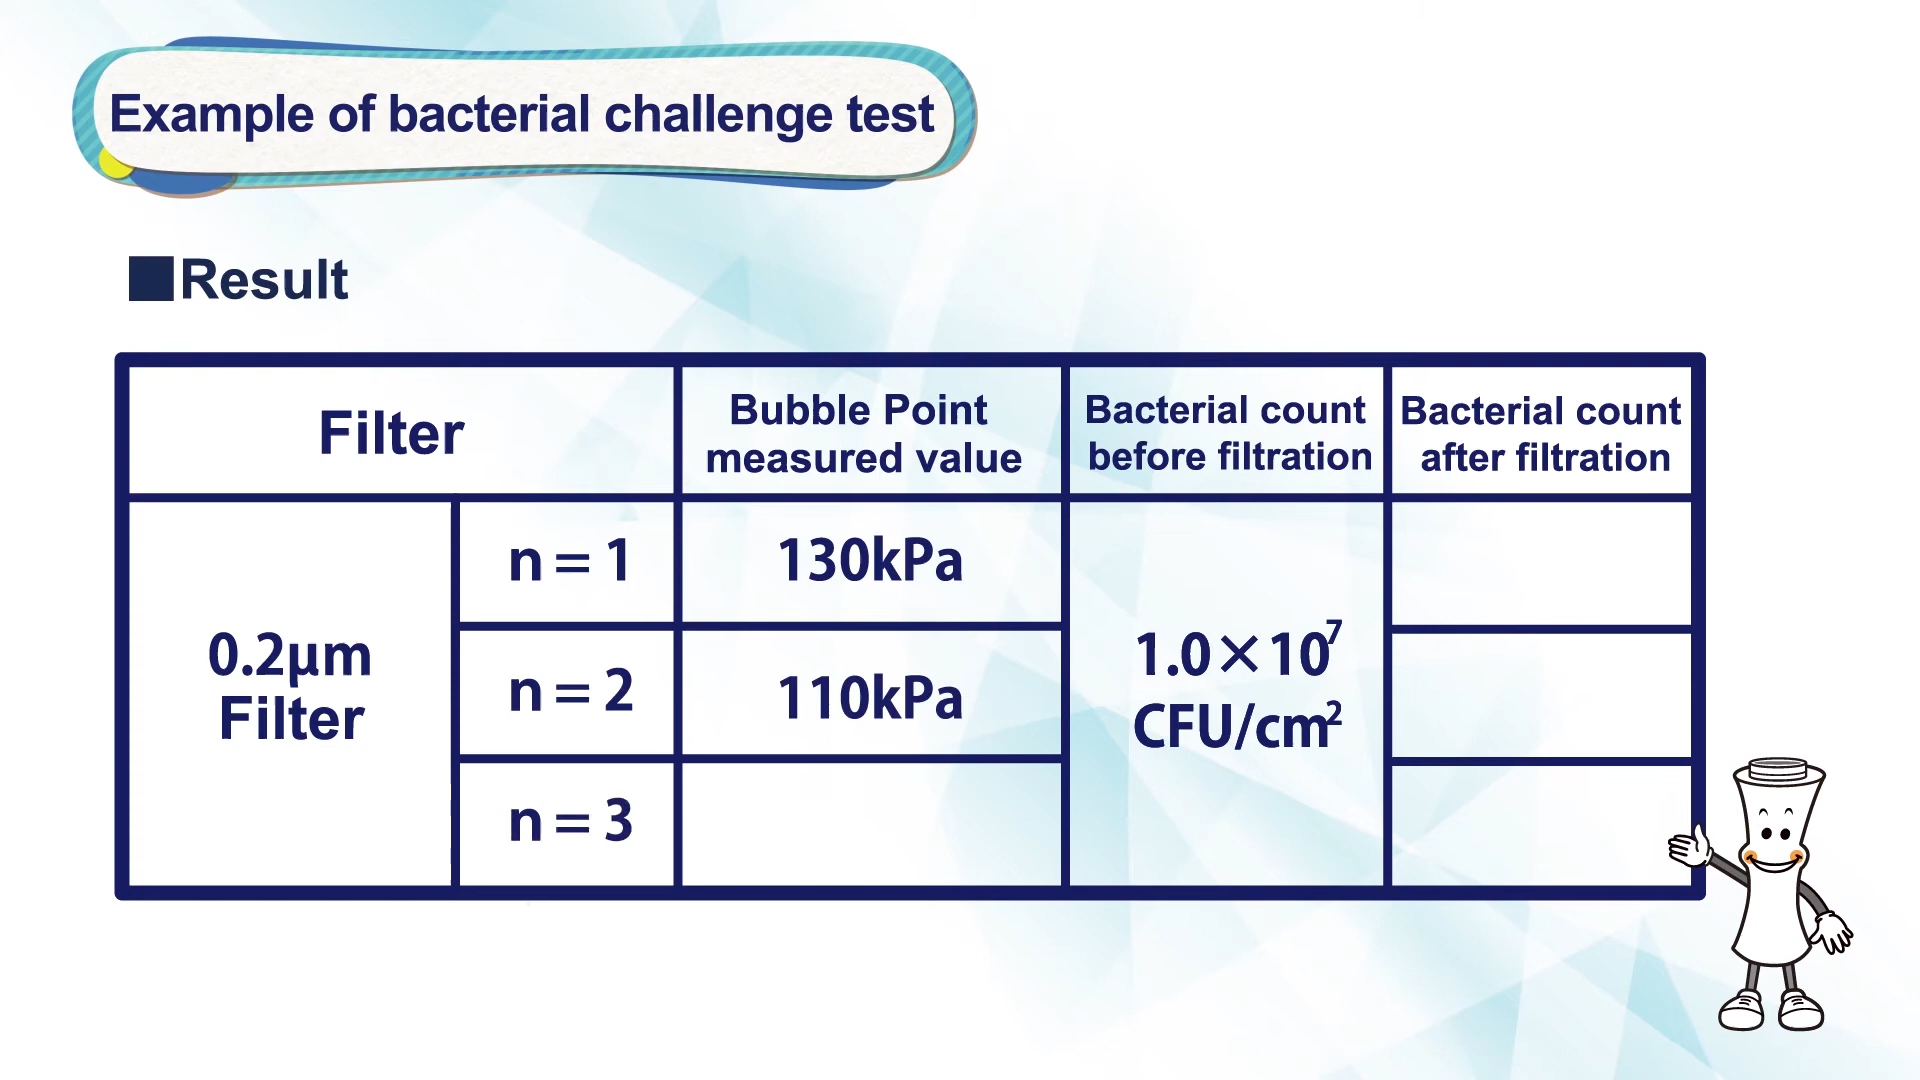 Example of bacterial challenge test
■Result
Filter
Bubble Point
measured value
Bacterial count
before filtration
Bacterial count
after filtration
0.2μm
Filter
n = 1
130kPa
n = 2
110kPa
n = 3
1.0×10⁷
CFU/cm²